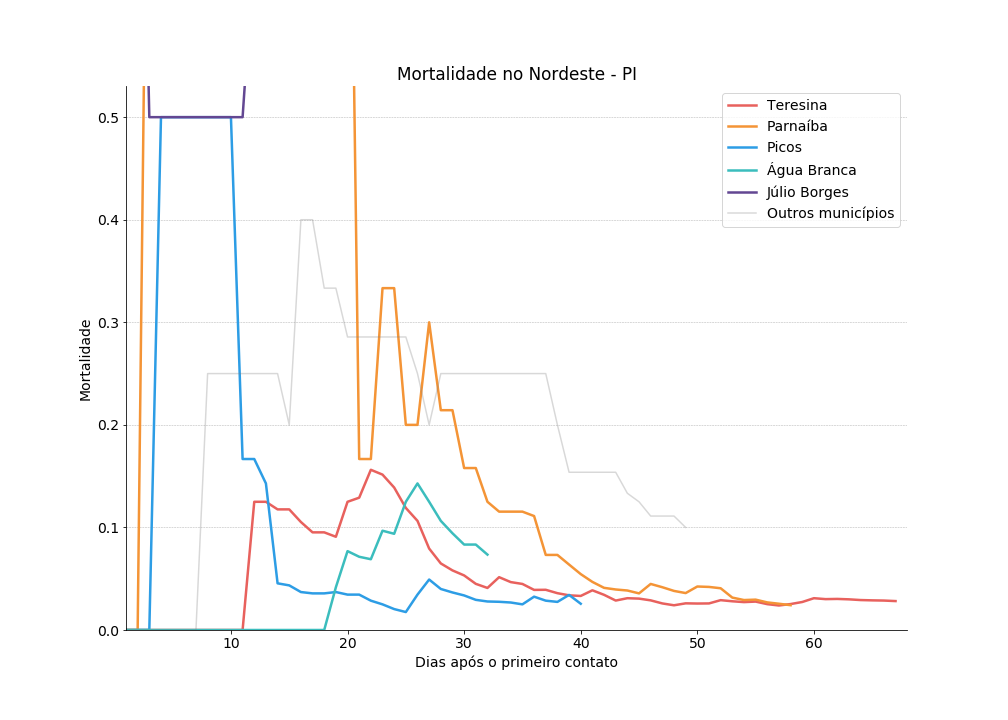 Mortalidade no Nordeste - PI
Teresina
Parnaíba
Picos
Água Branca
Júlio Borges
Outros municípios
Mortalidade
0.5
0.4
0.3
0.2
0.1
0.0
10 20 30 40 50 60
Dias após o primeiro contato